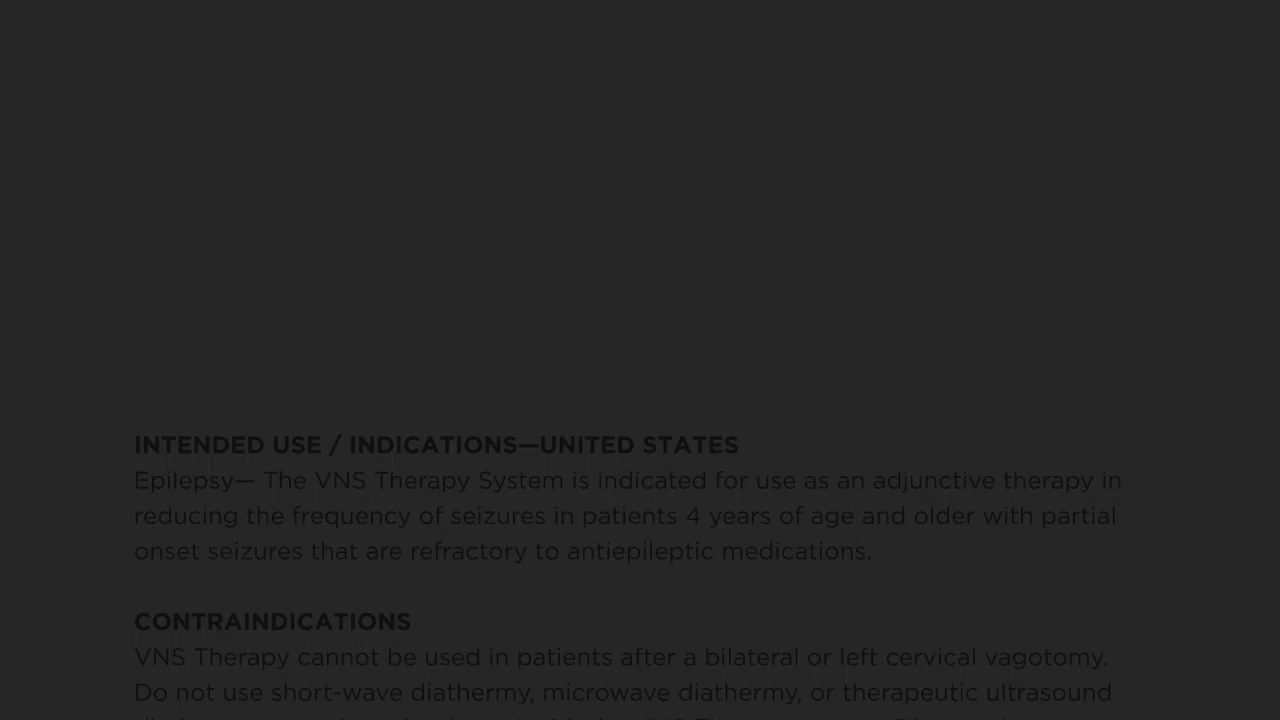 INTENDED USE / INDICATIONS—UNITED STATES
Epilepsy— The VNS Therapy System is indicated for use as an adjunctive therapy in
reducing the frequency of seizures in patients 4 years of age and older with partial
onset seizures that are refractory to antiepileptic medications.
CONTRAINDICATIONS
VNS Therapy cannot be used in patients after a bilateral or left cervical vagotomy.
Do not use short-wave diathermy, microwave diathermy, or therapeutic ultrasound